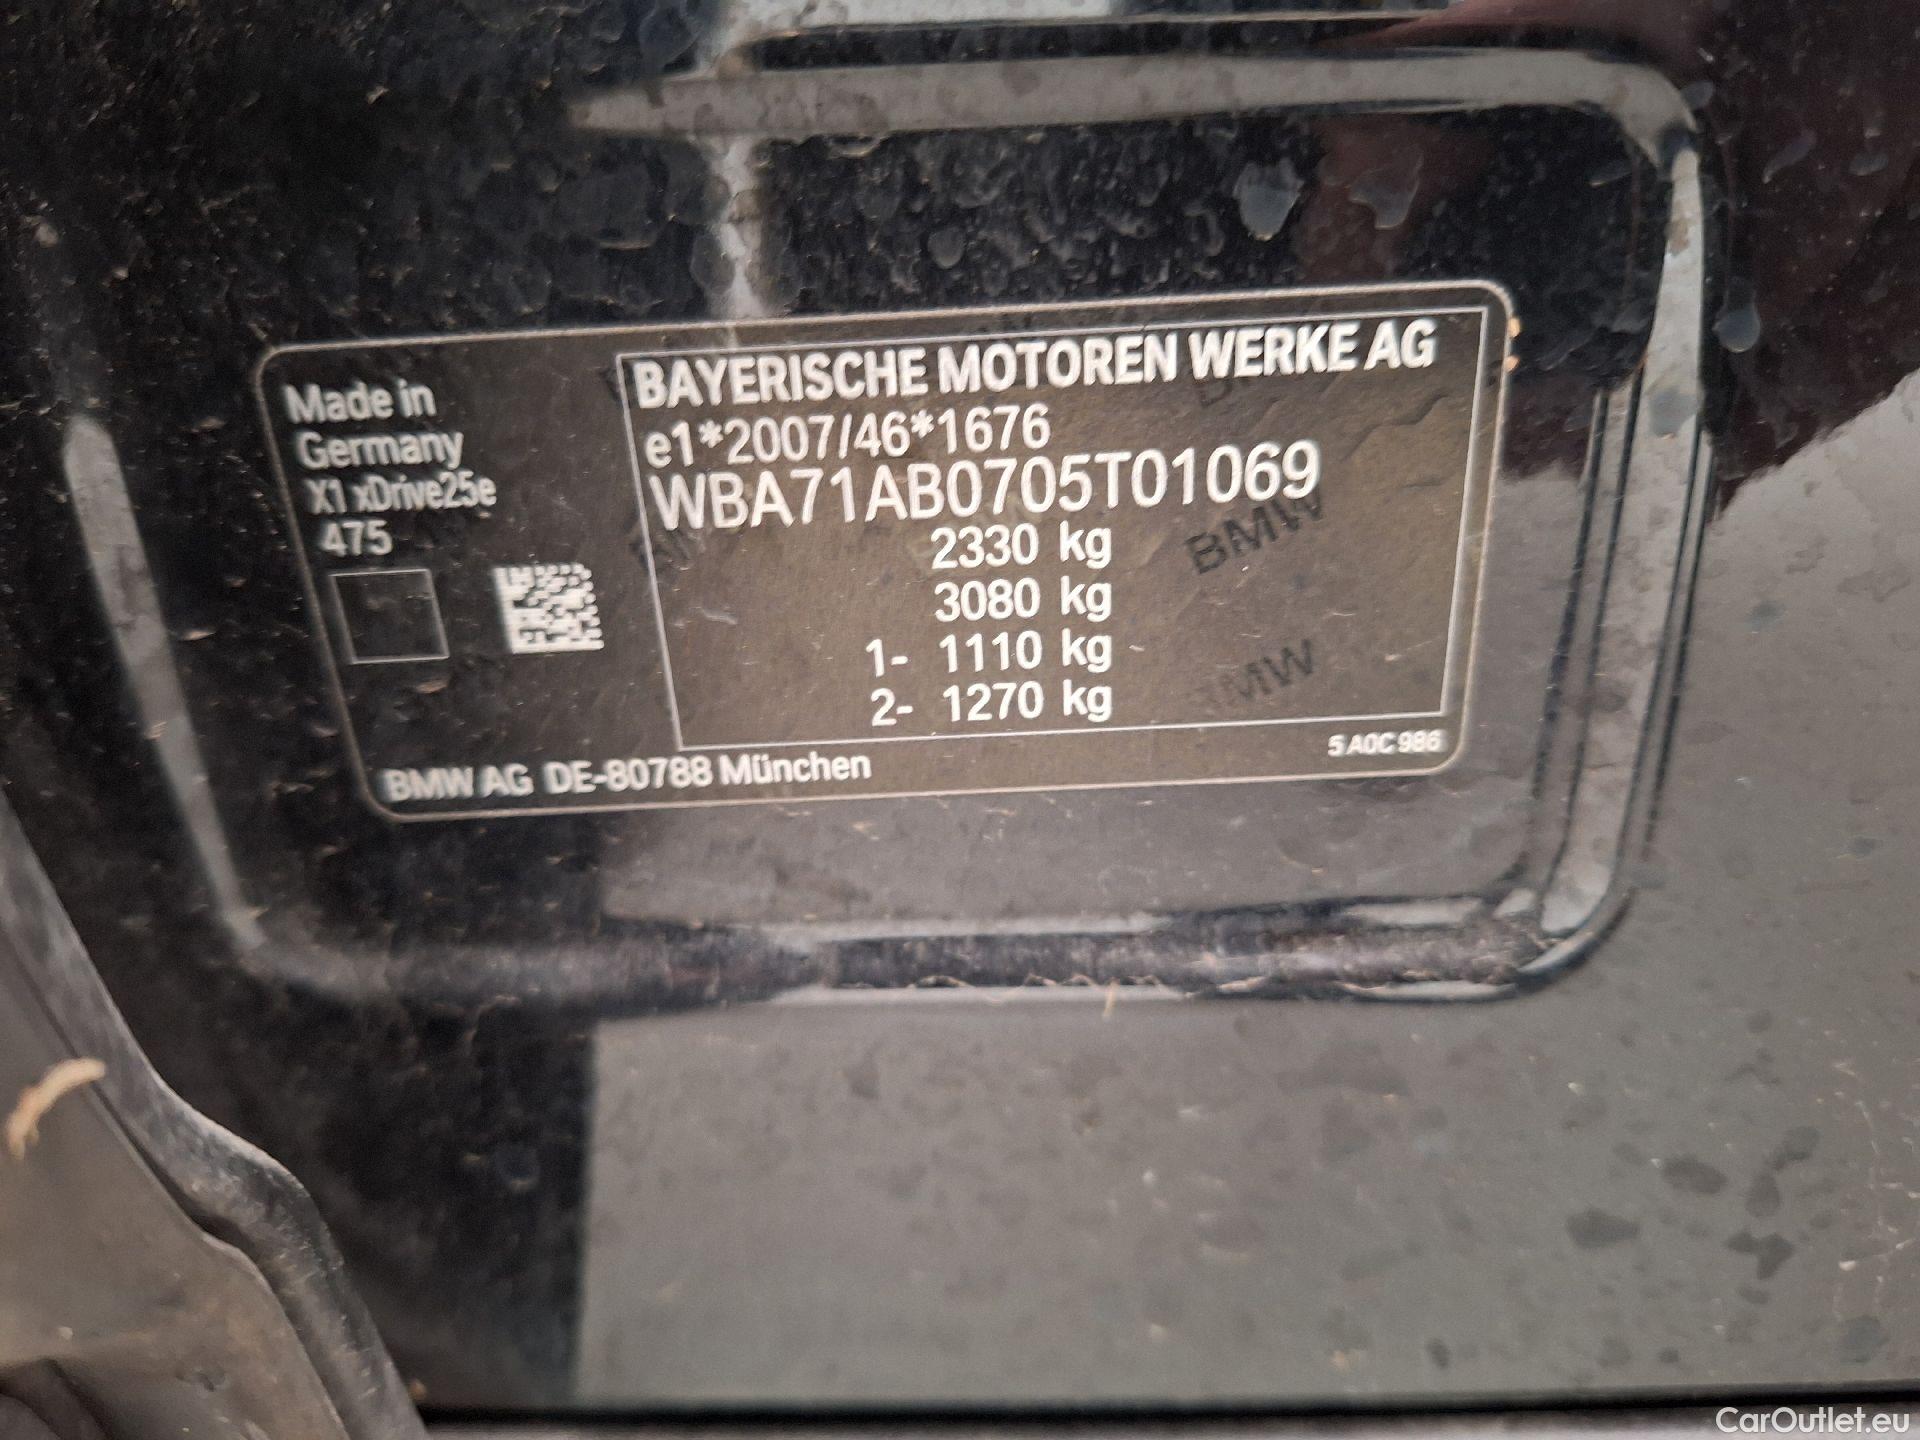 Made in
Germany
X1 xDrive25e
475
BAYERISCHE MOTOREN WERKE AG
e1*2007/46*1676
WBA71AB0705T01069
2330 kg
3080 kg
1- 1110 kg
2- 1270 kg
BMW
BMW
BMW AG DE-80788 München
5 A0C 986
CarOutlet.eu